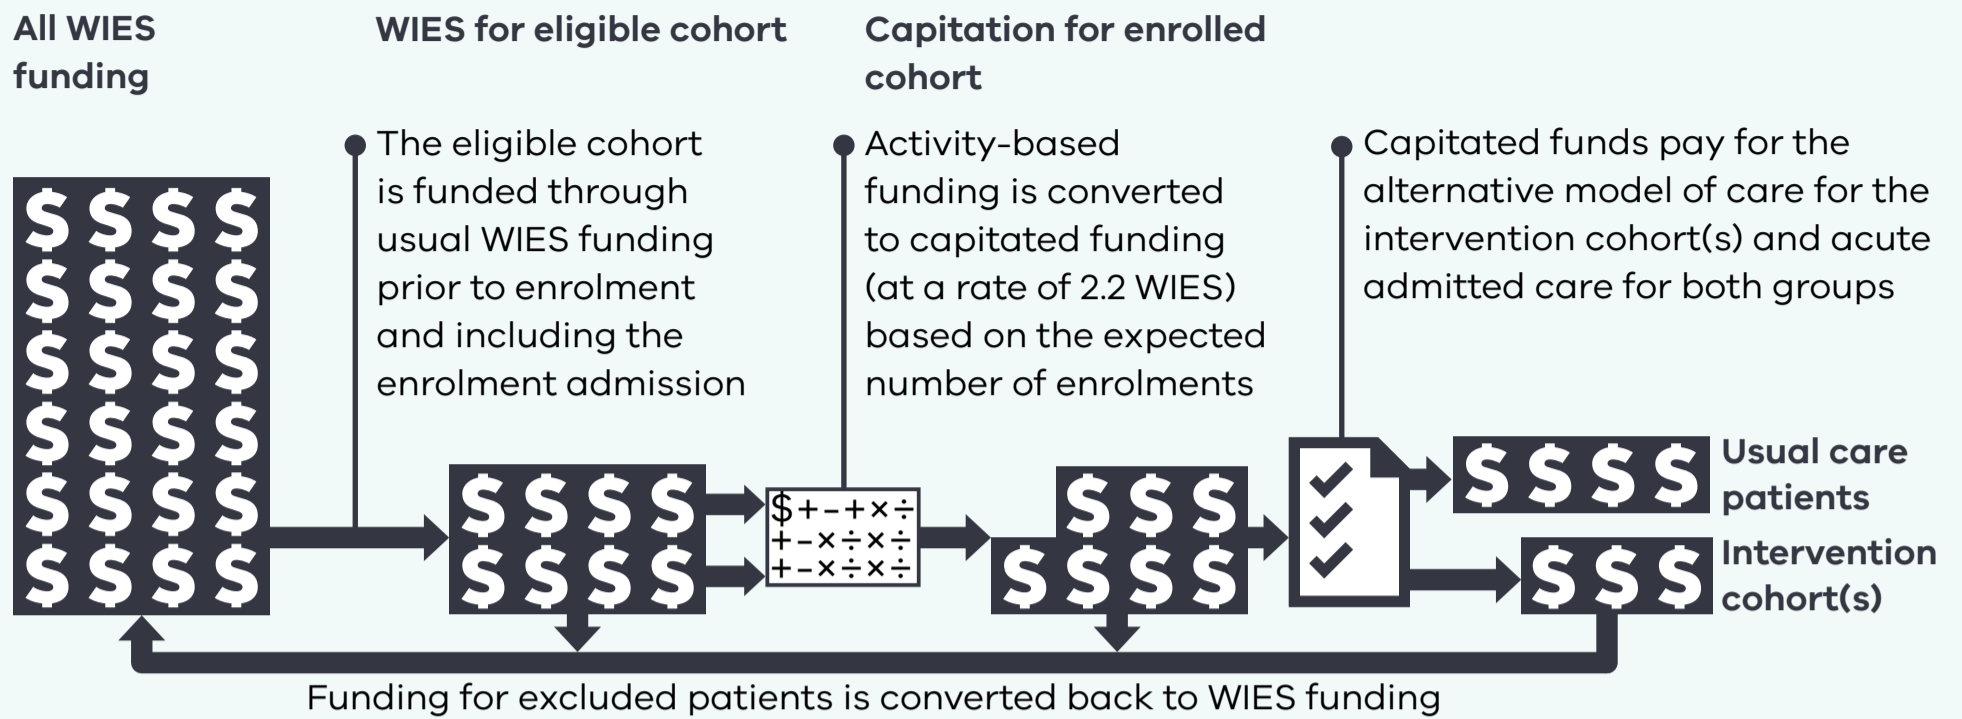 All WIES
funding
WIES for eligible cohort
Capitation for enrolled
cohort
The eligible cohort
is funded through
usual WIES funding
prior to enrolment
and including the
enrolment admission
Activity-based
funding is converted
to capitated funding
(at a rate of 2.2 WIES)
based on the expected
number of enrolments
Capitated funds pay for the
alternative model of care for the
intervention cohort(s) and acute
admitted care for both groups
$ $ $ $
$ $ $ $
$ $ $ $
$ $ $ $
$ $ $ $
$ $ $ $
$ $ $ $
$ $ $ $
$+-+×÷
+-×÷×÷
+-×÷×÷
$ $ $
$ $ $ $
$ $ $ $
Usual care
patients
$ $ $
Intervention
cohort(s)
Funding for excluded patients is converted back to WIES funding